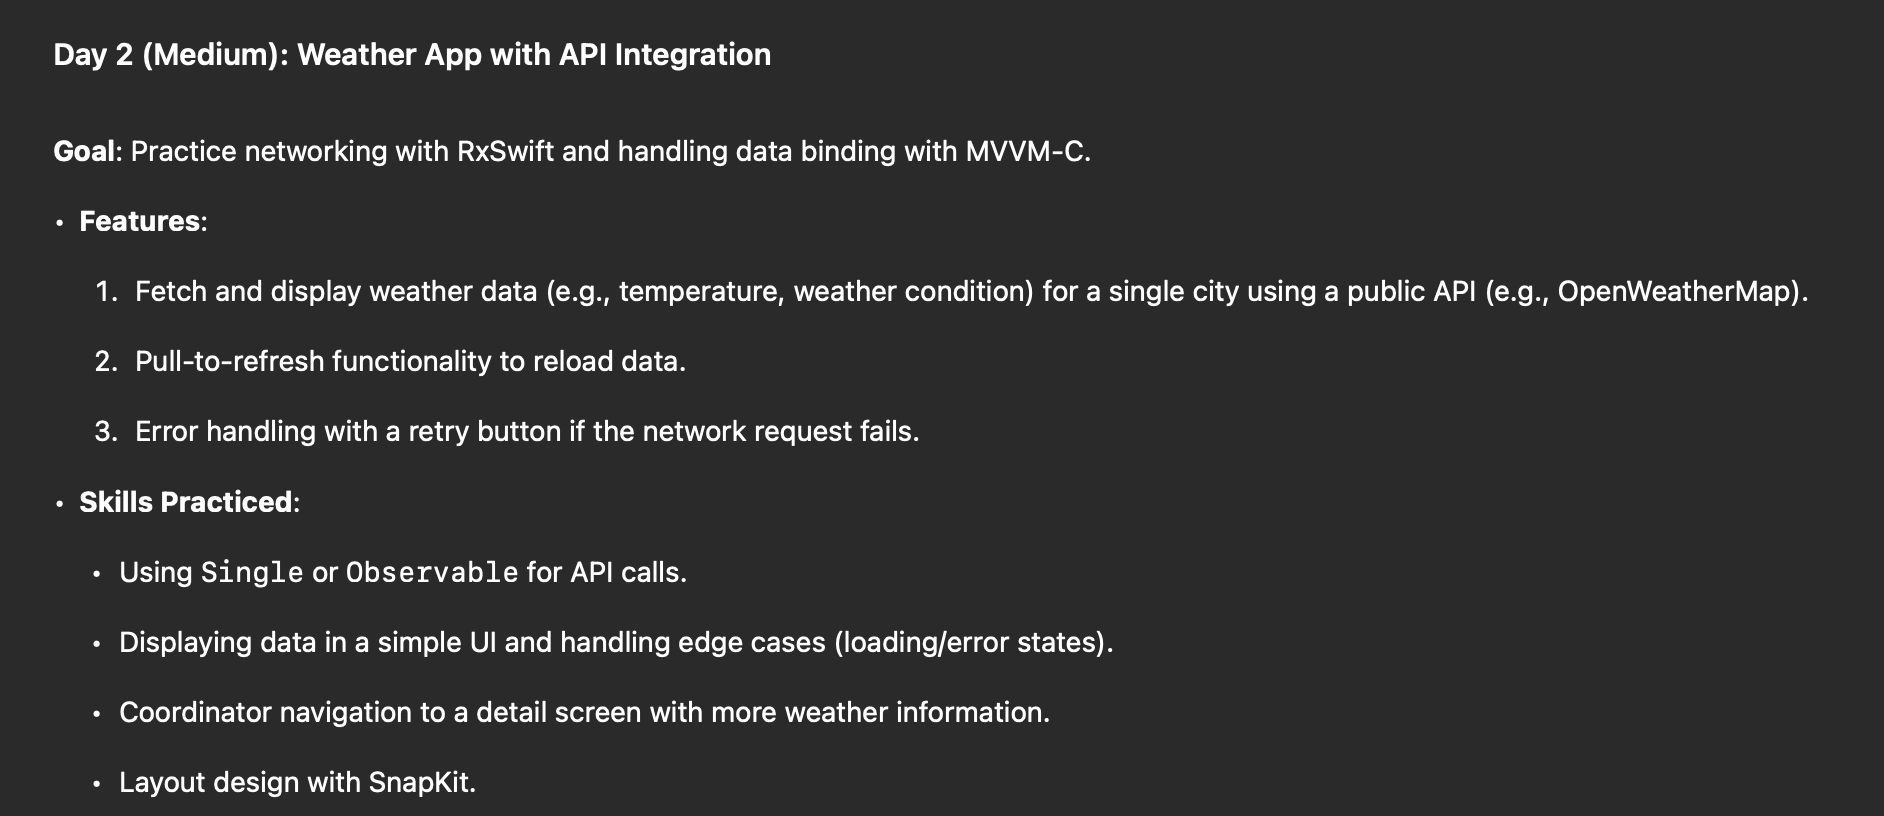 Day 2 (Medium): Weather App with API Integration
Goal: Practice networking with RxSwift and handling data binding with MVVM-C.
• Features:
1. Fetch and display weather data (e.g., temperature, weather condition) for a single city using a public API (e.g., OpenWeatherMap).
2. Pull-to-refresh functionality to reload data.
3. Error handling with a retry button if the network request fails.
• Skills Practiced:
• Using Single or Observable for API calls.
• Displaying data in a simple UI and handling edge cases (loading/error states).
• Coordinator navigation to a detail screen with more weather information.
• Layout design with SnapKit.